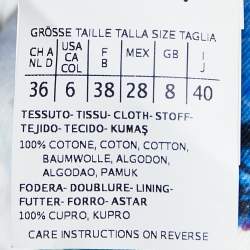 GRÖSSE TAILLE TALLA SIZE TAGLIA
CH A NL D USA CA COL F B MEX GB I J
36 6 38 28 8 40
TESSUTO- TISSU- CLOTH- STOFF-
TEJIDO- TECIDO- KUMAŞ
100% COTONE, COTON, COTTON,
BAUMWOLLE, ALGODON,
ALGODAO, PAMUK
FODERA- DOUBLURE- LINING-
FUTTER- FORRO- ASTAR
100% CUPRO, KUPRO
CARE INSTRUCTIONS ON REVERSE